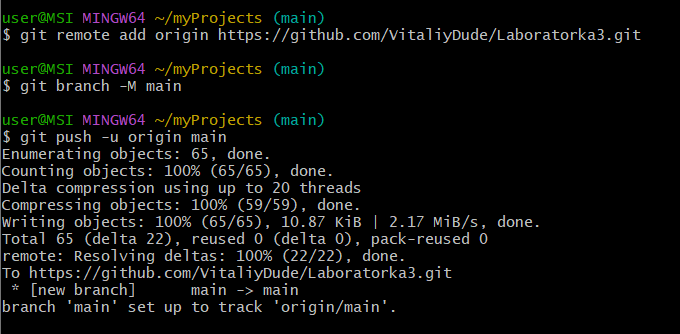 user@MSI MINGW64 ~/myProjects (main)
$ git remote add origin https://github.com/VitaliyDude/Laboratorka3.git
user@MSI MINGW64 ~/myProjects (main)
$ git branch -M main
user@MSI MINGW64 ~/myProjects (main)
$ git push -u origin main
Enumerating objects: 65, done.
Counting objects: 100% (65/65), done.
Delta compression using up to 20 threads
Compressing objects: 100% (59/59), done.
Writing objects: 100% (65/65), 10.87 KiB | 2.17 MiB/s, done.
Total 65 (delta 22), reused 0 (delta 0), pack-reused 0
remote: Resolving deltas: 100% (22/22), done.
To https://github.com/VitaliyDude/Laboratorka3.git
 * [new branch]      main -> main
branch 'main' set up to track 'origin/main'.